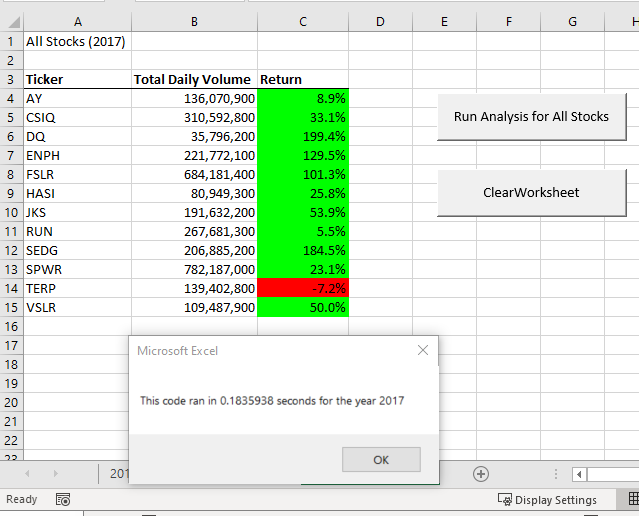 A B C D E F G H
1 All Stocks (2017)
2
3 Ticker Total Daily Volume Return
4 AY 136,070,900 8.9%
5 CSIQ 310,592,800 33.1% Run Analysis for All Stocks
6 DQ 35,796,200 199.4%
7 ENPH 221,772,100 129.5%
8 FSLR 684,181,400 101.3%
9 HASI 80,949,300 25.8% ClearWorksheet
10 JKS 191,632,200 53.9%
11 RUN 267,681,300 5.5%
12 SEDG 206,885,200 184.5%
13 SPWR 782,187,000 23.1%
14 TERP 139,402,800 -7.2%
15 VSLR 109,487,900 50.0%
16
17
Microsoft Excel
18
19
20 This code ran in 0.1835938 seconds for the year 2017
21
22
23
OK
201
Ready Display Settings